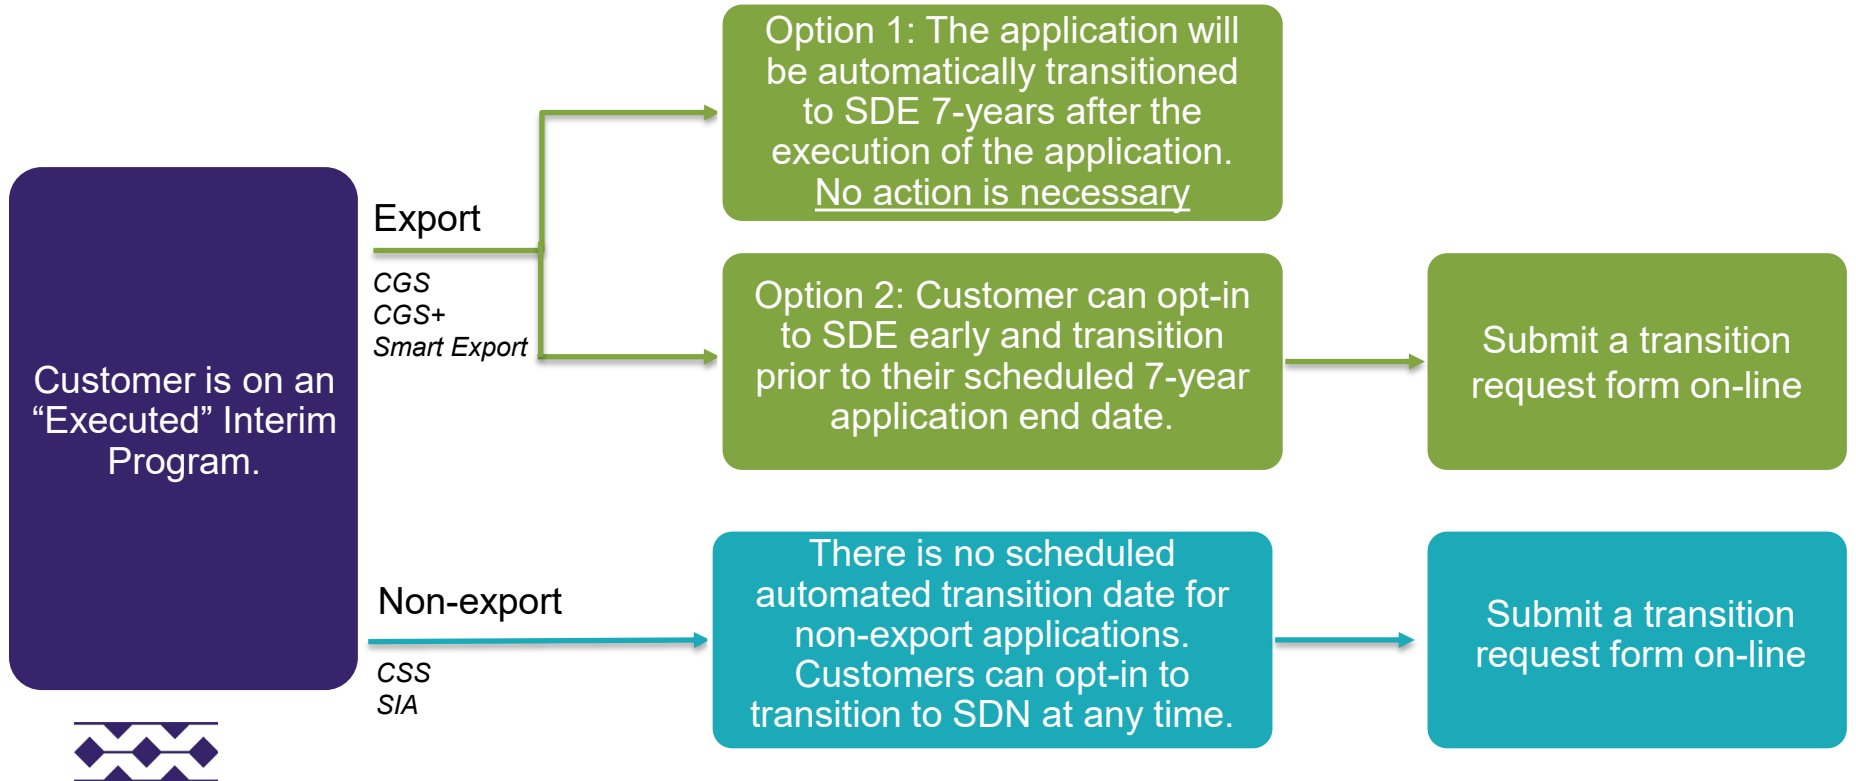 Customer is on an
“Executed” Interim
Program.
Export
CGS
CGS+
Smart Export
Option 1: The application will
be automatically transitioned
to SDE 7-years after the
execution of the application.
No action is necessary
Option 2: Customer can opt-in
to SDE early and transition
prior to their scheduled 7-year
application end date.
Submit a transition
request form on-line
Non-export
CSS
SIA
There is no scheduled
automated transition date for
non-export applications.
Customers can opt-in to
transition to SDN at any time.
Submit a transition
request form on-line